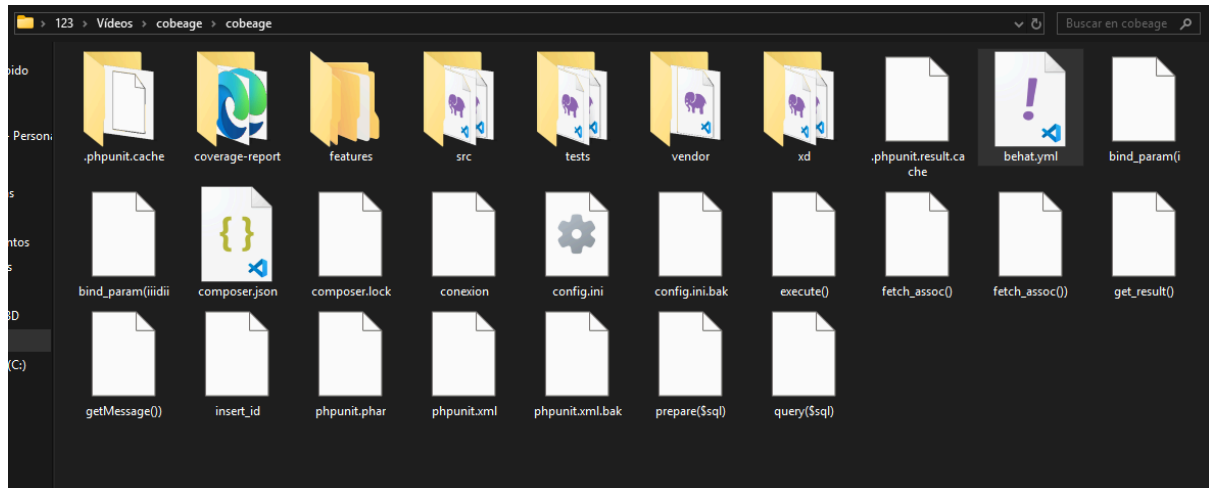 123 > Vídeos > cobeage > cobeage
Buscar en cobeage
pido
.phpunit.cache
coverage-report
features
src
tests
vendor
xd
.phpunit.result.ca
che
behat.yml
bind_param(i
- Persona
s
ntos
s
bind_param(iiidii
composer.json
composer.lock
conexion
config.ini
config.ini.bak
execute()
fetch_assoc()
fetch_assoc())
get_result()
3D
(C:)
getMessage())
insert_id
phpunit.phar
phpunit.xml
phpunit.xml.bak
prepare($sql)
query($sql)